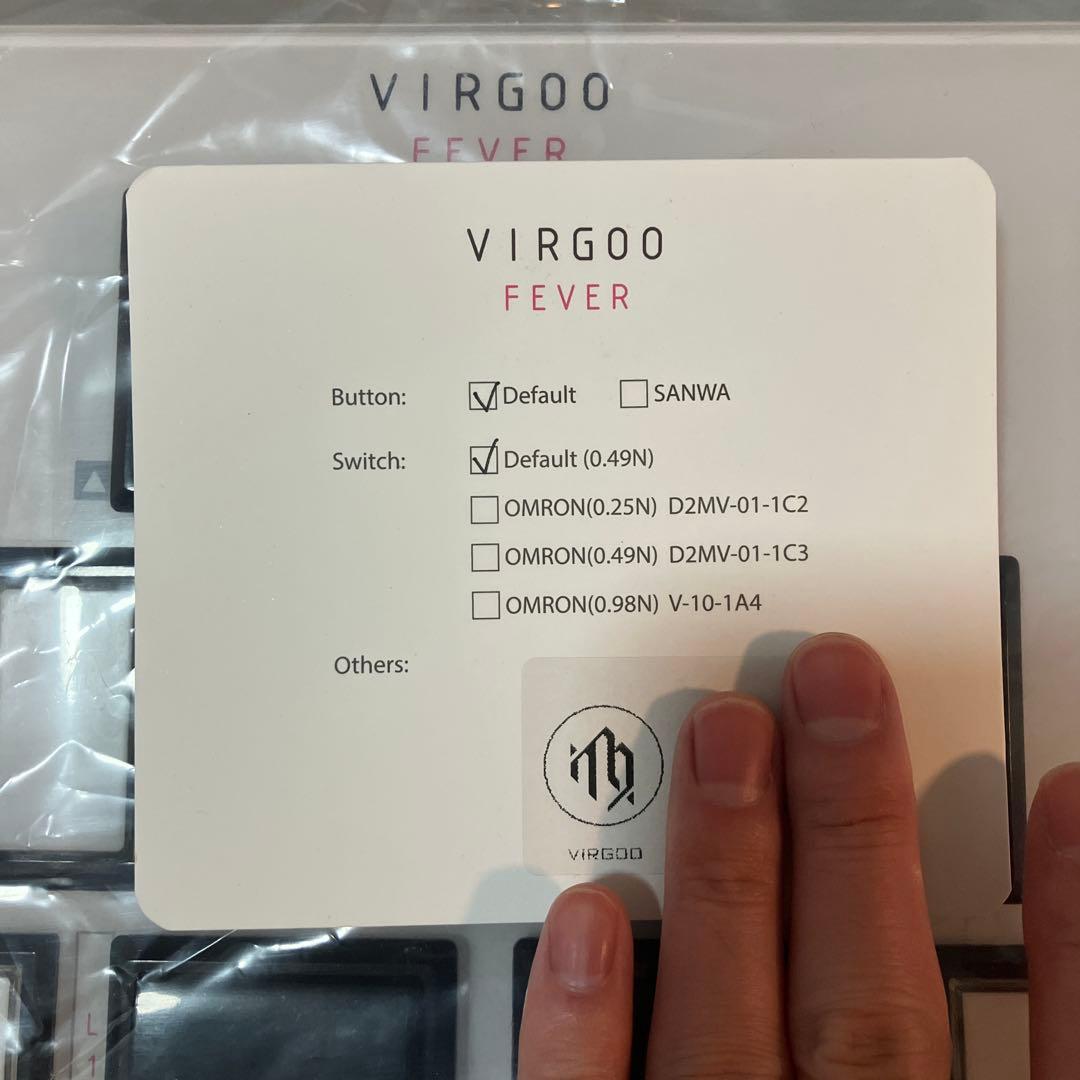 VIRGOO
FEVER
VIRGOO
FEVER
Button: Default SANWA
Switch: Default (0.49N)
OMRON(0.25N) D2MV-01-1C2
OMRON(0.49N) D2MV-01-1C3
OMRON(0.98N) V-10-1A4
Others:
VIRGOO
L
1